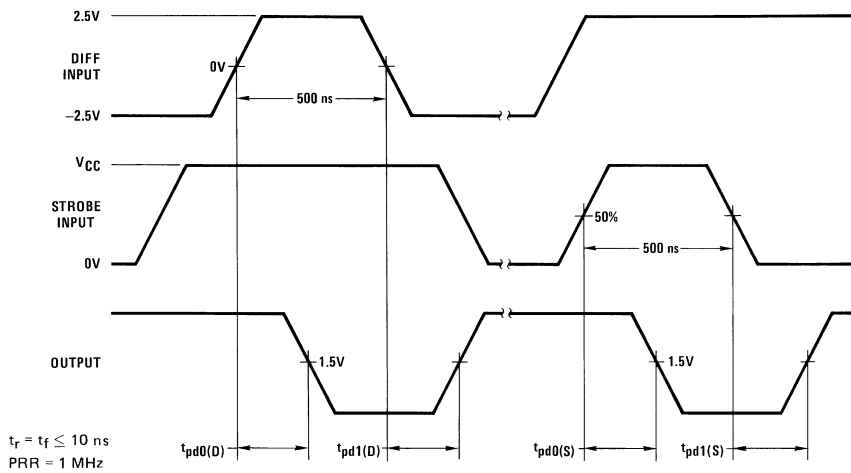 2.5V
DIFF
INPUT
0V
500 ns
−2.5V
VCC
STROBE
INPUT
50%
500 ns
0V
OUTPUT
1.5V
1.5V
tpd0(D)
tpd1(D)
tpd0(S)
tpd1(S)
tr = tf ≤ 10 ns
PRR = 1 MHz